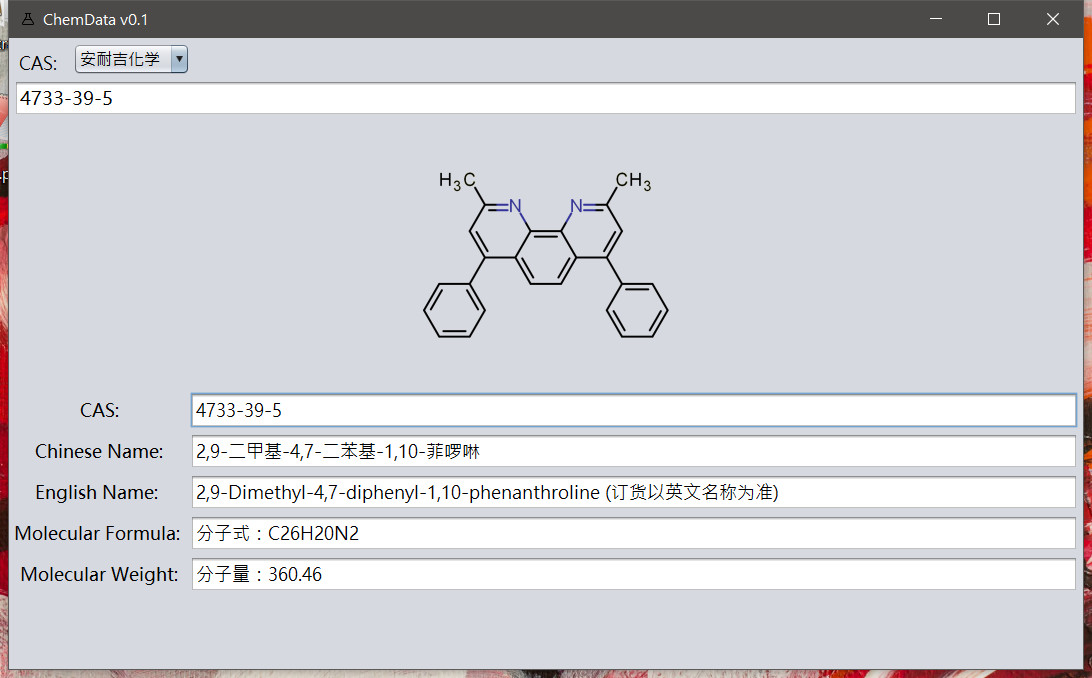 ChemData v0.1
CAS: 安耐吉化学
4733-39-5
H3C CH3
N N
CAS: 4733-39-5
Chinese Name: 2,9-二甲基-4,7-二苯基-1,10-菲啰啉
English Name: 2,9-Dimethyl-4,7-diphenyl-1,10-phenanthroline (订货以英文名称为准)
Molecular Formula: 分子式：C26H20N2
Molecular Weight: 分子量：360.46